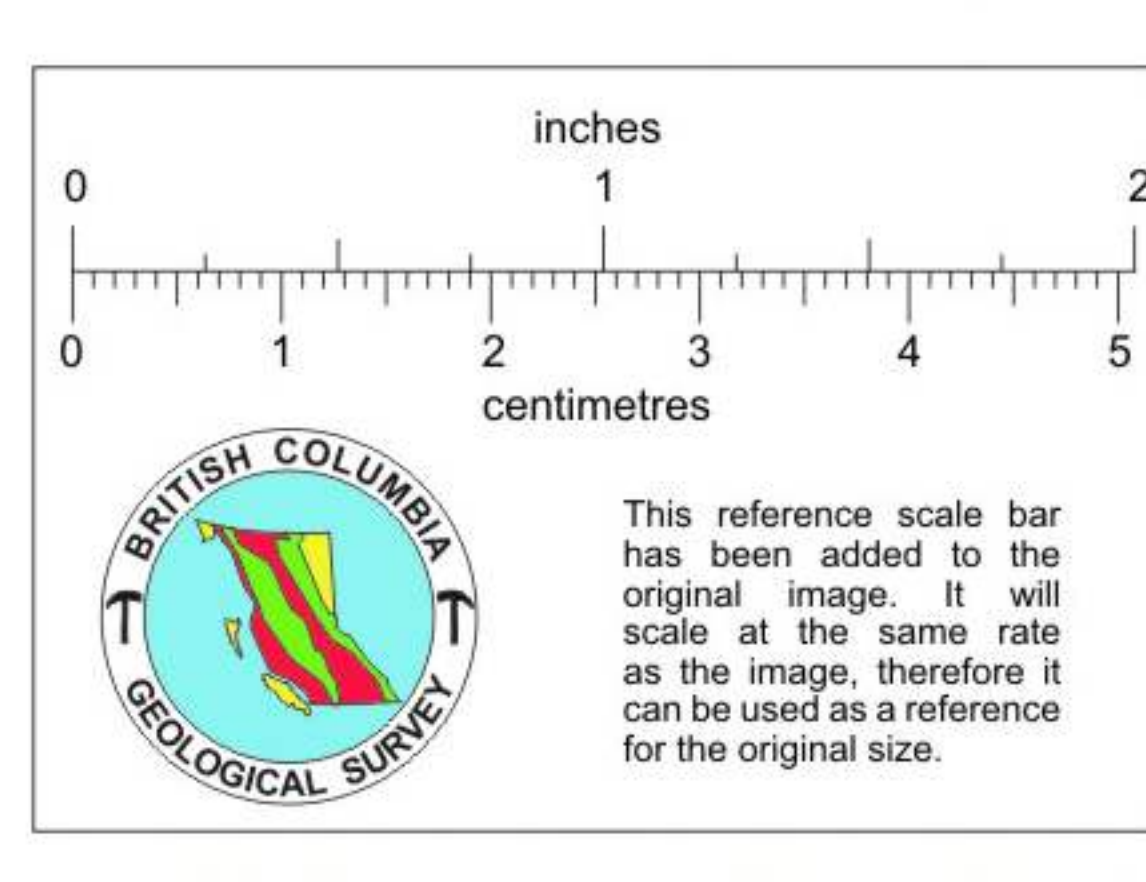 inches
0 1 2
0 1 2 3 4 5
centimetres
BRITISH COLUMBIA
GEOLOGICAL SURVEY
This reference scale bar
has been added to the
original image. It will
scale at the same rate
as the image, therefore it
can be used as a reference
for the original size.